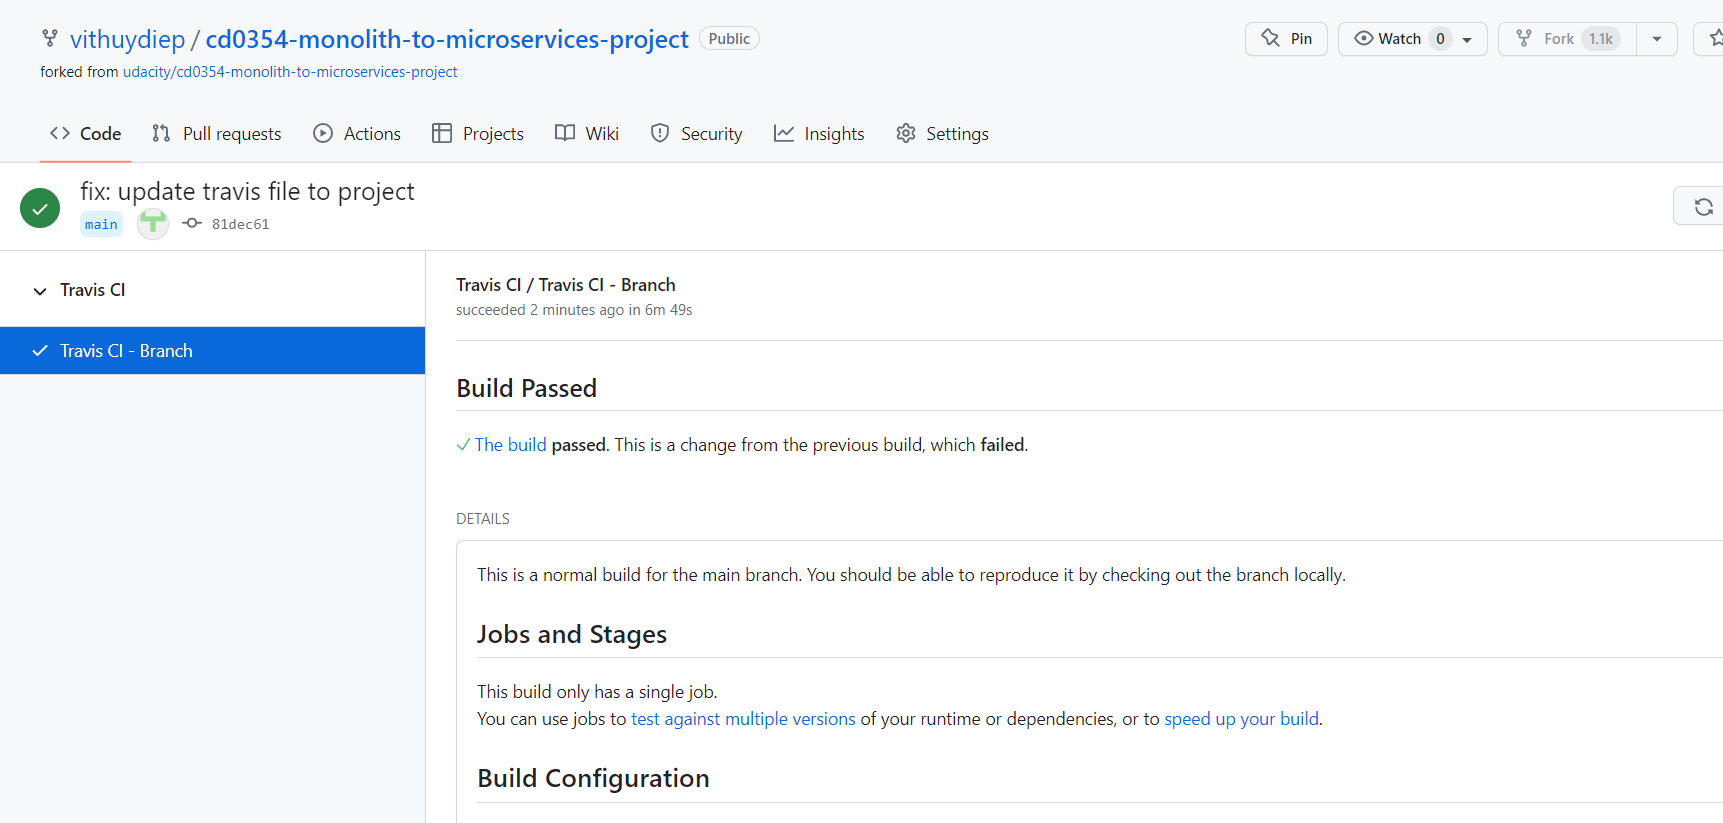 vithuydiep / cd0354-monolith-to-microservices-project Public Pin Watch 0 Fork 1.1k
forked from udacity/cd0354-monolith-to-microservices-project
Code Pull requests Actions Projects Wiki Security Insights Settings
fix: update travis file to project
main 81dec61
Travis CI
Travis CI - Branch
Travis CI / Travis CI - Branch
succeeded 2 minutes ago in 6m 49s
Build Passed
The build passed. This is a change from the previous build, which failed.
DETAILS
This is a normal build for the main branch. You should be able to reproduce it by checking out the branch locally.
Jobs and Stages
This build only has a single job.
You can use jobs to test against multiple versions of your runtime or dependencies, or to speed up your build.
Build Configuration